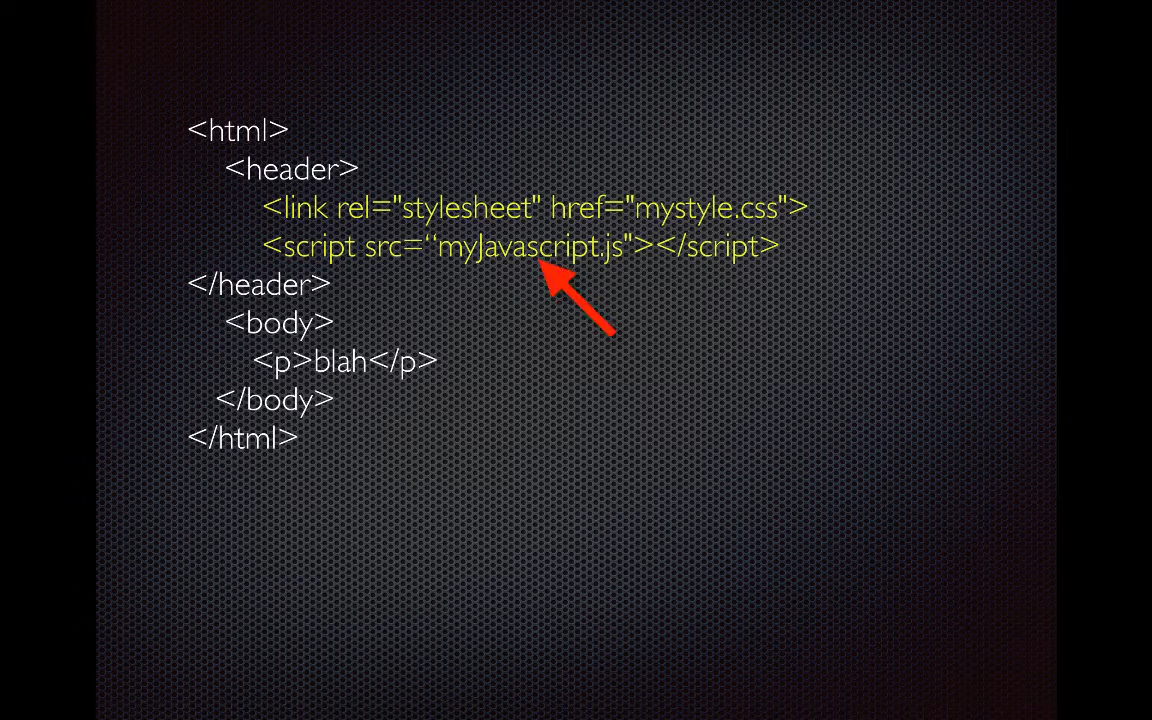 <html>
<header>
<link rel="stylesheet" href="mystyle.css">
<script src=“myJavascript.js"></script>
</header>
<body>
<p>blah</p>
</body>
</html>